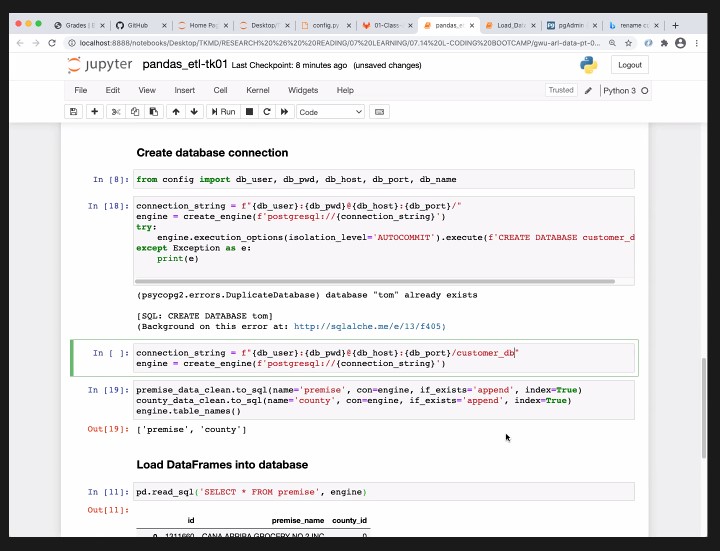 Grades | E
GitHub
Home Pag
Desktop/T
config.py
01-Class-
pandas_et
Load_Dat
pgAdmin
rename co
localhost:8888/notebooks/Desktop/TKMD/RESEARCH%20%26%20READING/07%20LEARNING/07.14%20L-CODING%20BOOTCAMP/gwu-arl-data-pt-0...
jupyter pandas_etl-tk01 Last Checkpoint: 8 minutes ago (unsaved changes)
Logout
File Edit View Insert Cell Kernel Widgets Help
Trusted
Python 3
Run
Code
Create database connection
In [8]: from config import db_user, db_pwd, db_host, db_port, db_name
In [18]: connection_string = f"{db_user}:{db_pwd}@{db_host}:{db_port}/"
engine = create_engine(f'postgresql://{connection_string}')
try:
engine.execution_options(isolation_level='AUTOCOMMIT').execute(f'CREATE DATABASE customer_d
except Exception as e:
print(e)
(psycopg2.errors.DuplicateDatabase) database "tom" already exists
[SQL: CREATE DATABASE tom]
(Background on this error at: http://sqlalche.me/e/13/f405)
In [ ]: connection_string = f"{db_user}:{db_pwd}@{db_host}:{db_port}/customer_db"
engine = create_engine(f'postgresql://{connection_string}')
In [19]: premise_data_clean.to_sql(name='premise', con=engine, if_exists='append', index=True)
county_data_clean.to_sql(name='county', con=engine, if_exists='append', index=True)
engine.table_names()
Out[19]: ['premise', 'county']
Load DataFrames into database
In [11]: pd.read_sql('SELECT * FROM premise', engine)
Out[11]:
id premise_name county_id
0 1311660 CANA ARRIBA GROCERY NO 2 INC 0